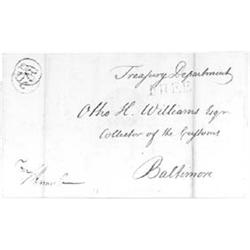 Treasury Department
FREE
Otho H. Williams Esqr
Collector of the Customs
Baltimore